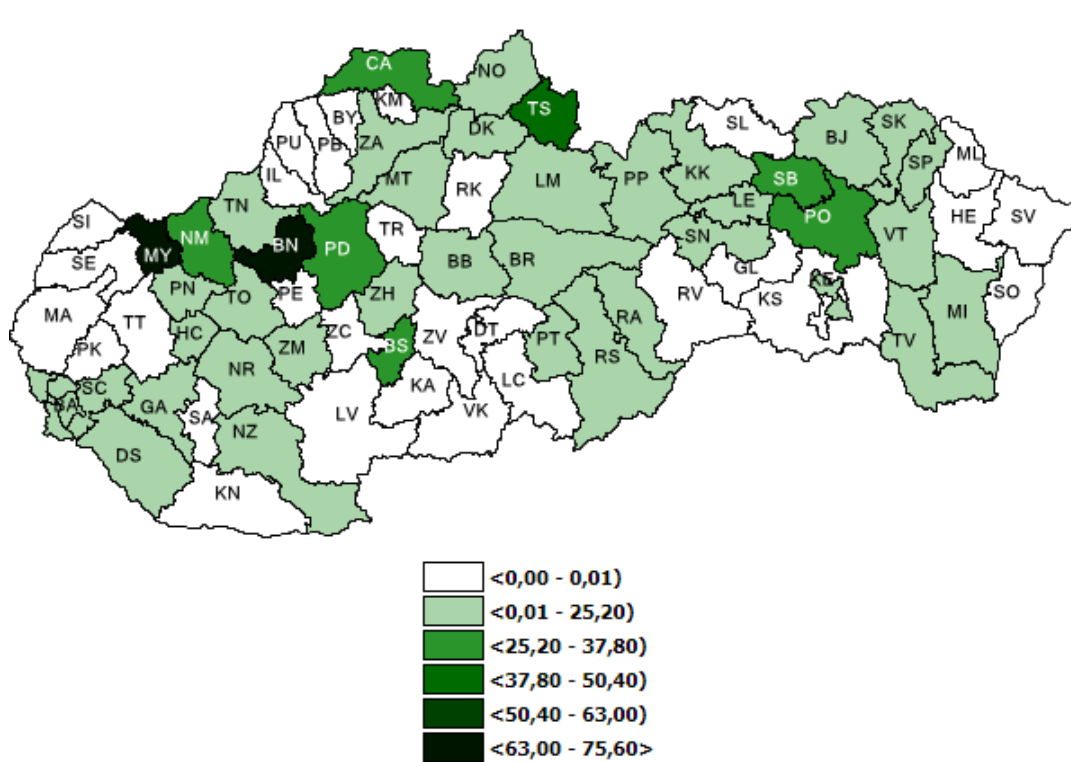 CA
NO
TS
KM
BY
PU
PB
ZA
DK
SL
BJ
SK
SP
ML
IL
MT
RK
LM
PP
KK
SB
LE
PO
HE
SV
TN
SI
MY
NM
BN
PD
TR
SN
VT
SE
BB
BR
GL
KS
KE
RV
SO
PN
TO
PE
ZH
MA
TT
HC
ZM
ZC
BS
ZV
DT
PT
RA
RS
MI
TV
PK
SC
BA
NR
KA
LC
GA
SA
NZ
LV
VK
DS
KN
<0,00 - 0,01)
<0,01 - 25,20)
<25,20 - 37,80)
<37,80 - 50,40)
<50,40 - 63,00)
<63,00 - 75,60>